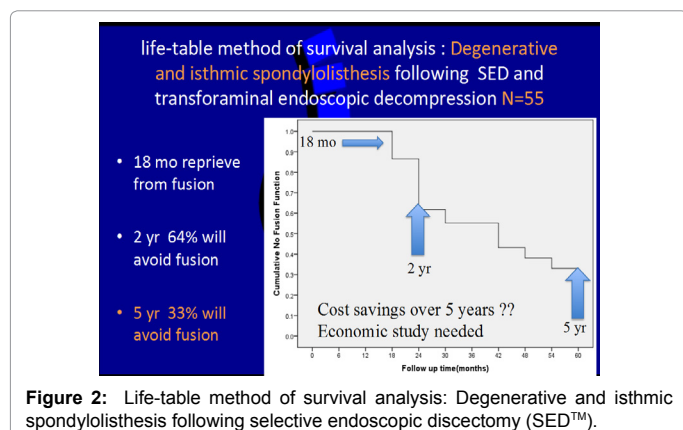 life-table method of survival analysis : Degenerative
and isthmic spondylolisthesis following SED and
transforaminal endoscopic decompression N=55
• 18 mo reprieve
from fusion
• 2 yr 64% will
avoid fusion
• 5 yr 33% will
avoid fusion
Cumulative No Fusion Function
1.0
0.9
0.8
0.7
0.6
0.5
0.4
0.3
0.2
0.1
0.0
18 mo
2 yr
5 yr
Cost savings over 5 years ??
Economic study needed
0 6 12 18 24 30 36 42 48 54 60
Follow up time(months)
Figure 2: Life-table method of survival analysis: Degenerative and isthmic
spondylolisthesis following selective endoscopic discectomy (SED™).